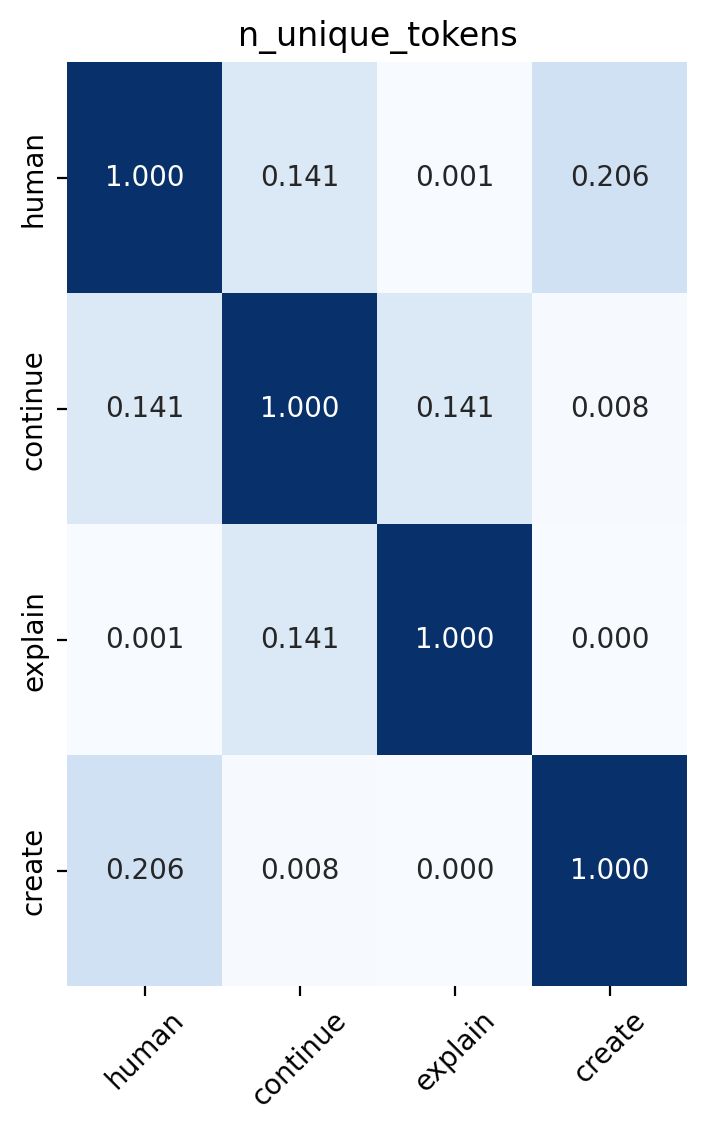 n_unique_tokens
human 1.000 0.141 0.001 0.206
continue 0.141 1.000 0.141 0.008
explain 0.001 0.141 1.000 0.000
create 0.206 0.008 0.000 1.000
human continue explain create